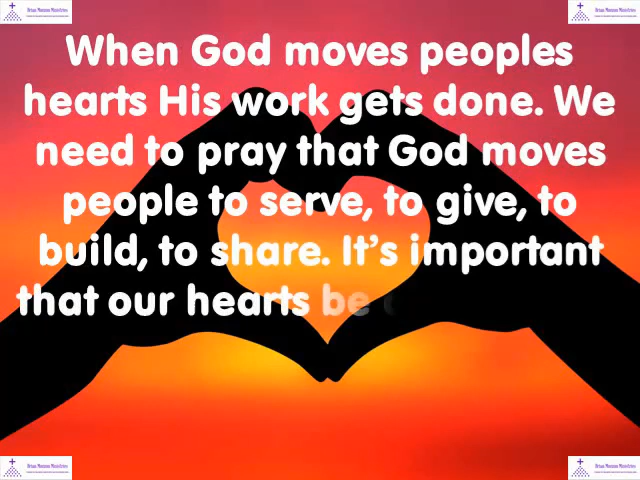 When God moves peoples
hearts His work gets done. We
need to pray that God moves
people to serve, to give, to
build, to share. It's important
that our hearts be